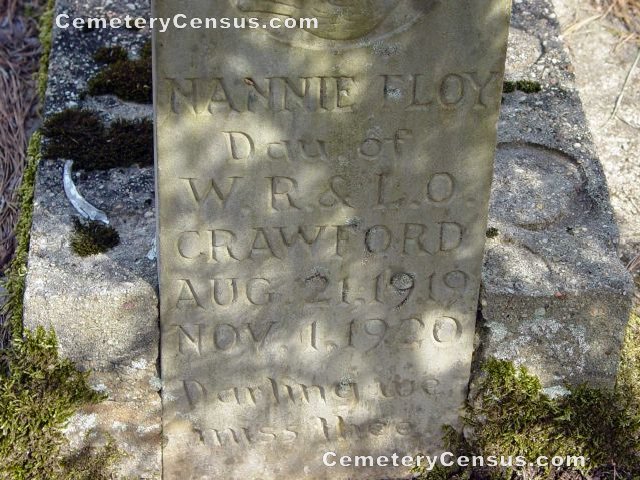 CemeteryCensus.com
NANNIE FLOY
Dau of
W. R. & L. O.
CRAWFORD
AUG. 21, 1919
NOV. 1, 1920
Darling we
miss thee
CemeteryCensus.com